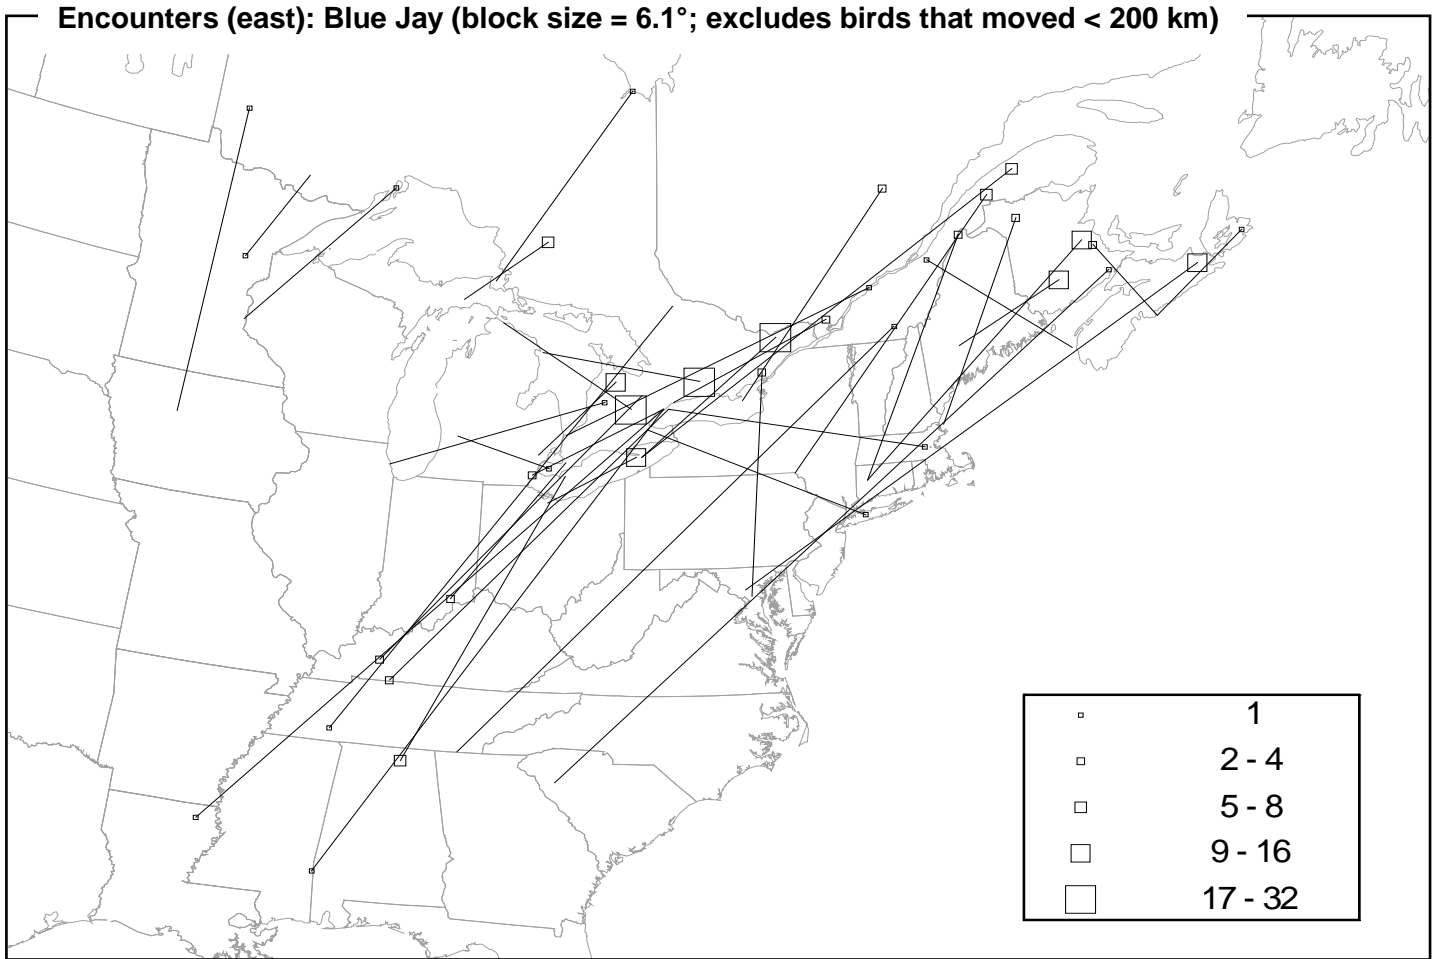 Encounters (east): Blue Jay (block size = 6.1°; excludes birds that moved < 200 km)
1
2 - 4
5 - 8
9 - 16
17 - 32